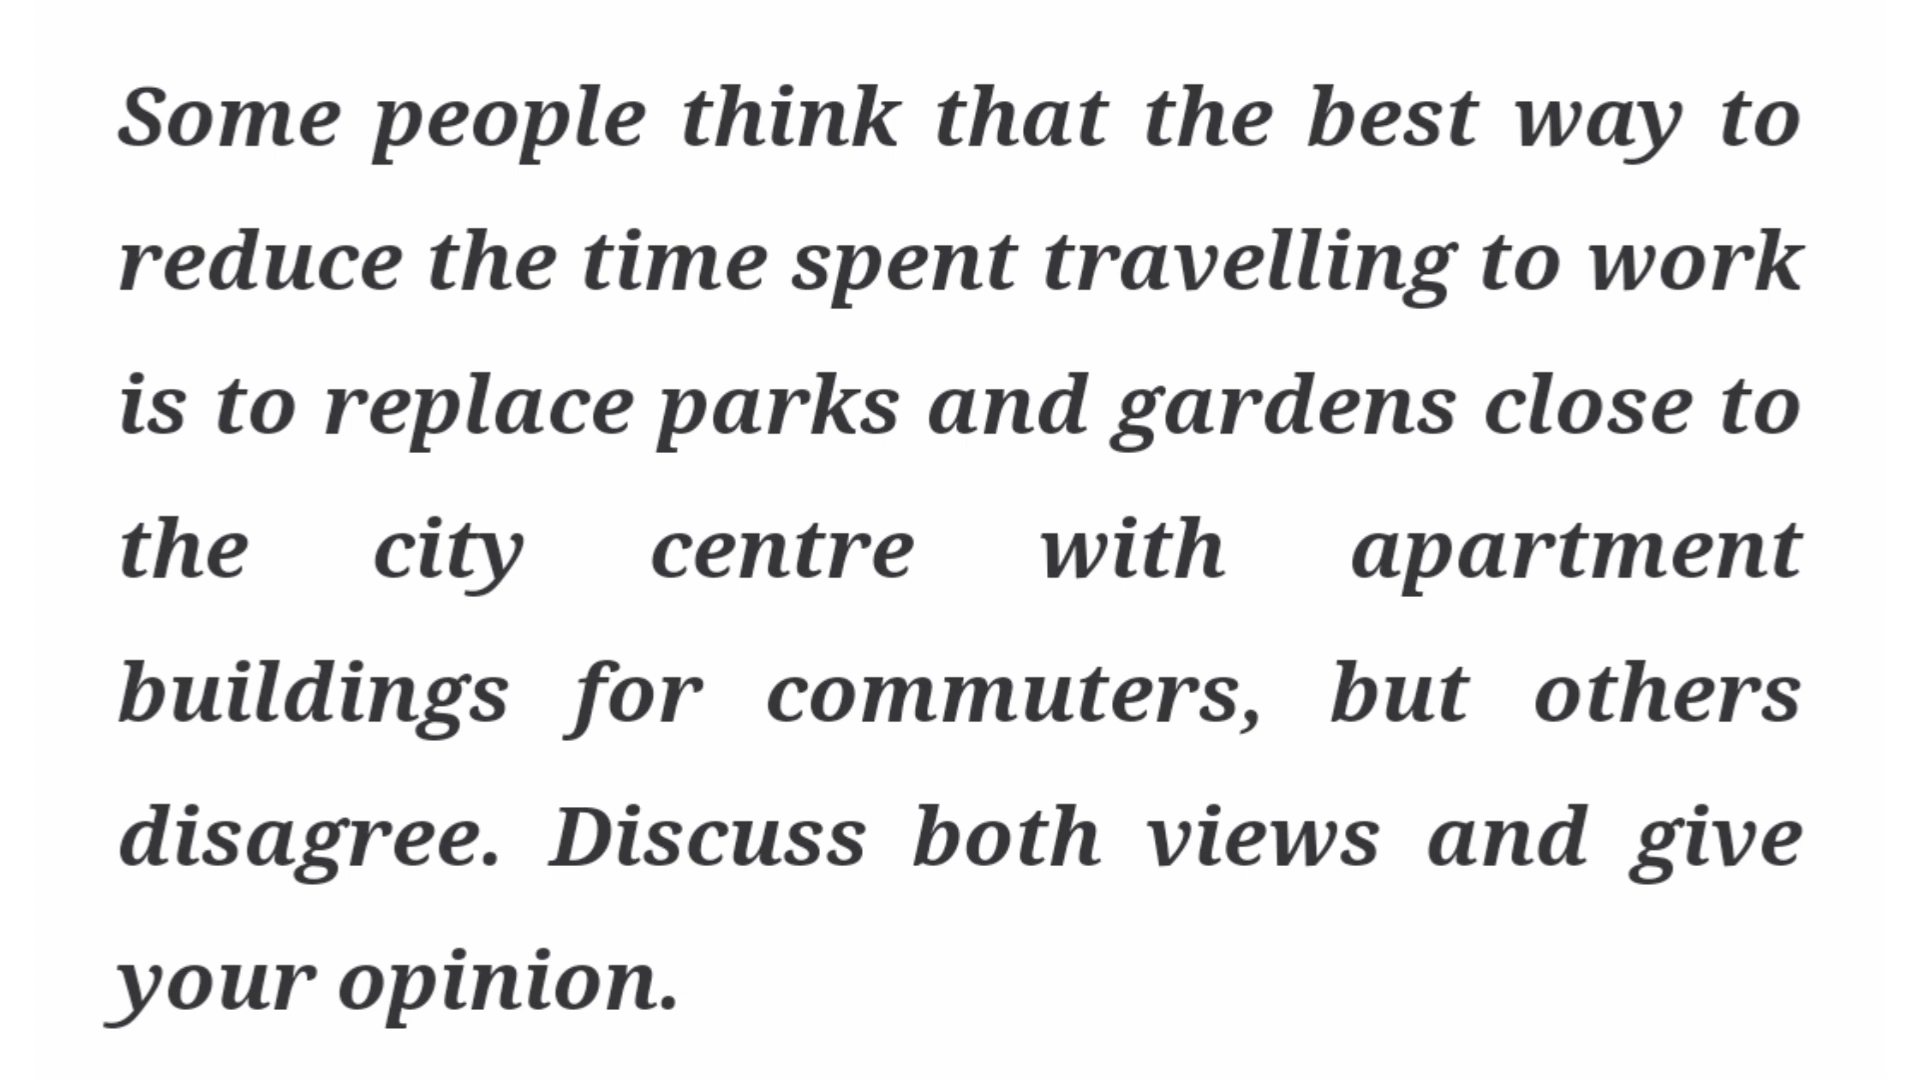 Some people think that the best way to
reduce the time spent travelling to work
is to replace parks and gardens close to
the city centre with apartment
buildings for commuters, but others
disagree. Discuss both views and give
your opinion.